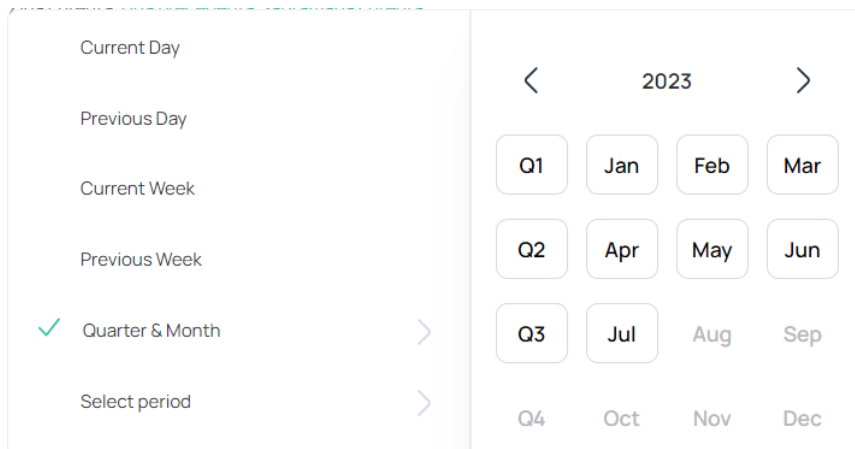 Current Day
Previous Day
Current Week
Previous Week
Quarter & Month
Select period
2023
Q1 Jan Feb Mar
Q2 Apr May Jun
Q3 Jul Aug Sep
Q4 Oct Nov Dec